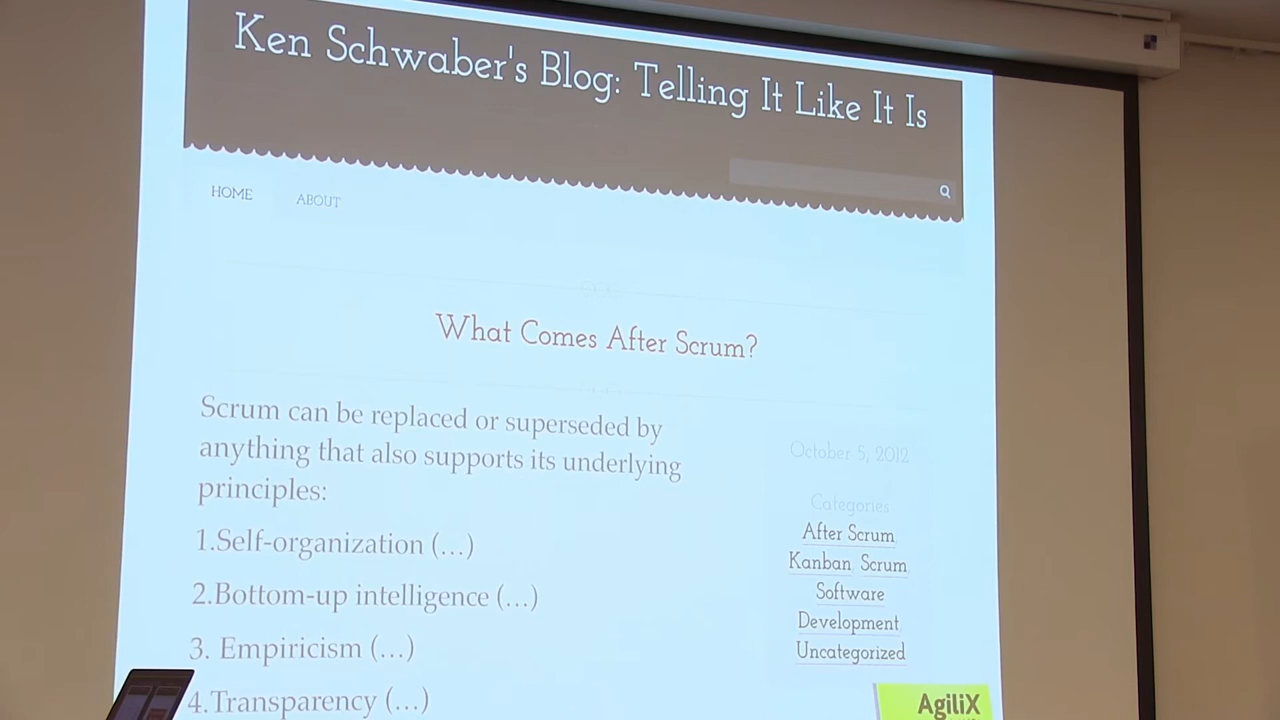 Ken Schwaber's Blog: Telling It Like It Is
HOME ABOUT
What Comes After Scrum?
Scrum can be replaced or superseded by
anything that also supports its underlying
principles:
1.Self-organization (...)
2.Bottom-up intelligence (...)
3. Empiricism (...)
4.Transparency (...)
October 5, 2012
Categories
After Scrum
Kanban Scrum
Software
Development
Uncategorized
AgiliX